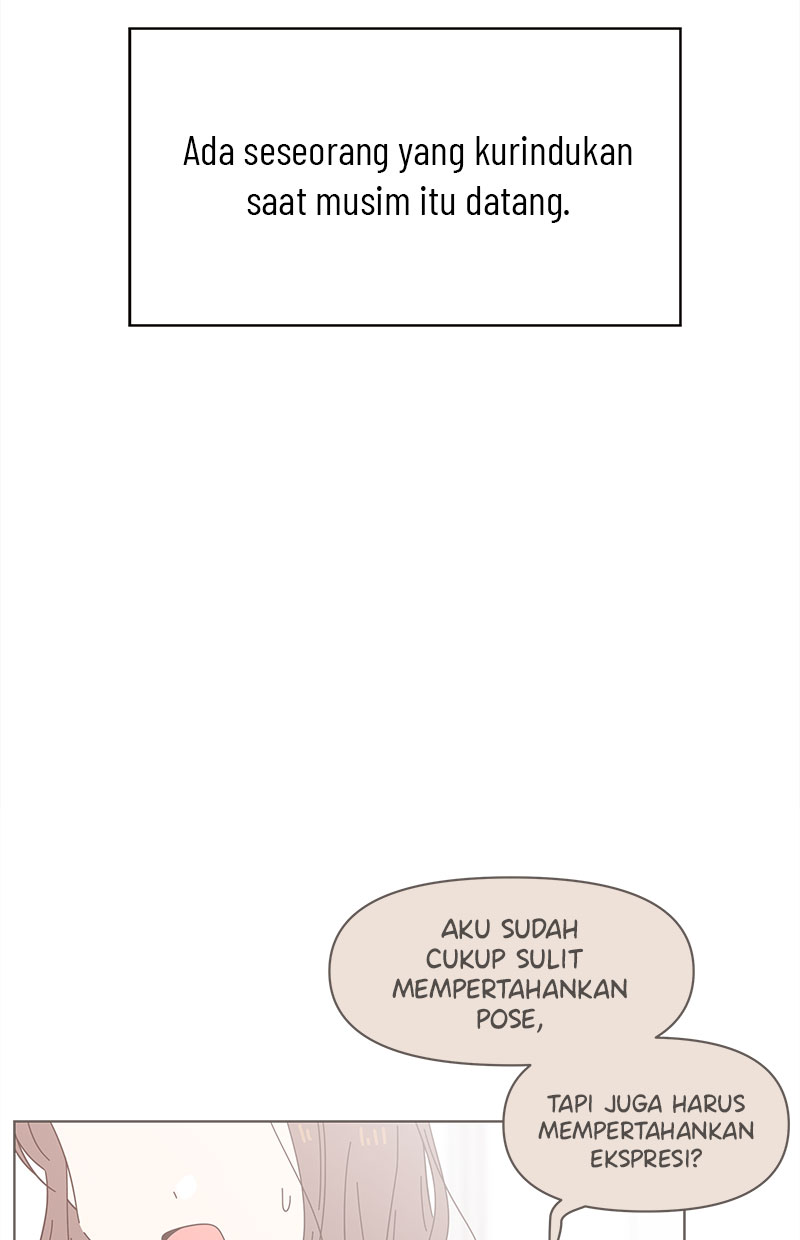 Ada seseorang yang kurindukan
saat musim itu datang.
AKU SUDAH
CUKUP SULIT
MEMPERTAHANKAN
POSE,
TAPI JUGA HARUS
MEMPERTAHANKAN
EKSPRESI?